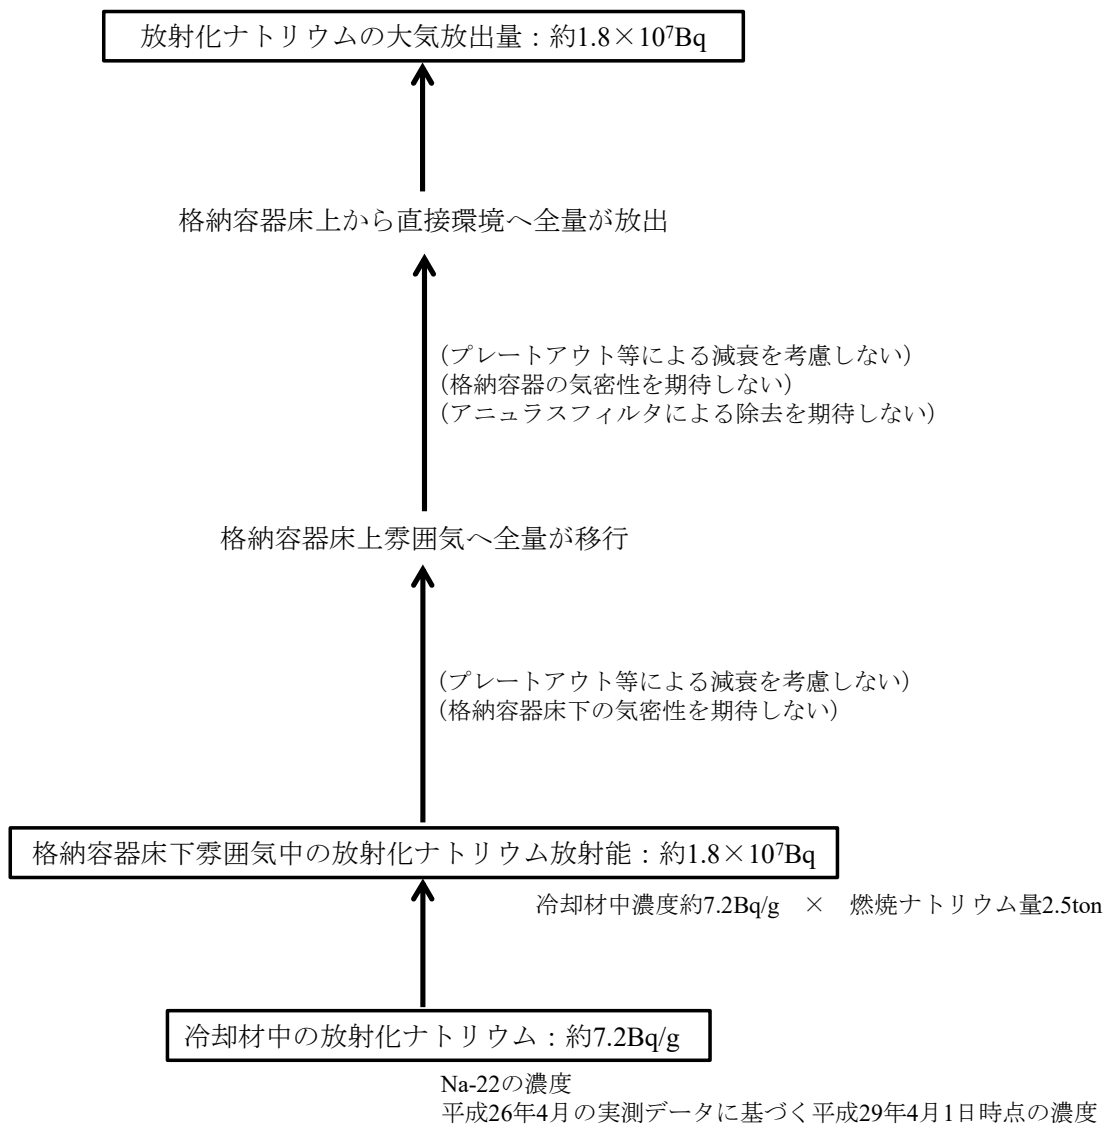 放射化ナトリウムの大気放出量：約1.8×10⁷Bq
格納容器床上から直接環境へ全量が放出
（プレートアウト等による減衰を考慮しない）
（格納容器の気密性を期待しない）
（アニュラスフィルタによる除去を期待しない）
格納容器床上雰囲気へ全量が移行
（プレートアウト等による減衰を考慮しない）
（格納容器床下の気密性を期待しない）
格納容器床下雰囲気中の放射化ナトリウム放射能：約1.8×10⁷Bq
冷却材中濃度約7.2Bq/g　×　燃焼ナトリウム量2.5ton
冷却材中の放射化ナトリウム：約7.2Bq/g
Na-22の濃度
平成26年4月の実測データに基づく平成29年4月1日時点の濃度